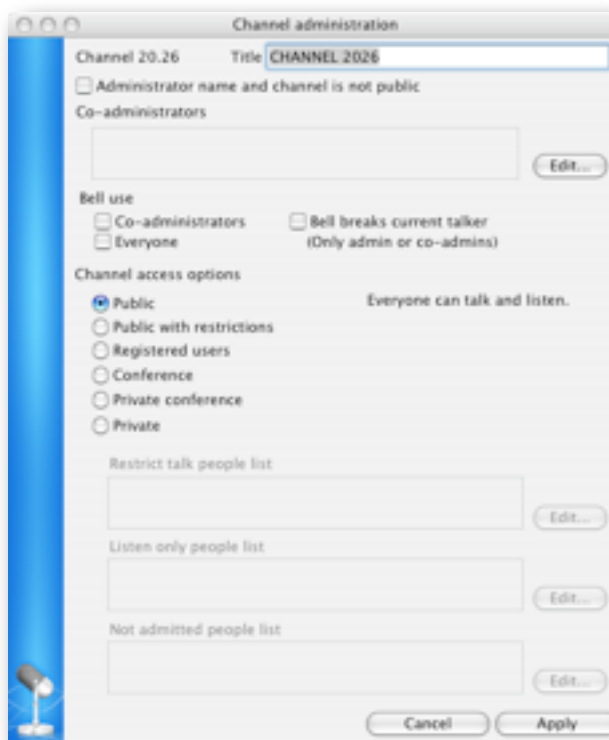 Channel administration
Channel 20.26 Title CHANNEL 2026
Administrator name and channel is not public
Co-administrators
Edit...
Bell use
Co-administrators Bell breaks current talker
Everyone (Only admin or co-admins)
Channel access options
Public Everyone can talk and listen.
Public with restrictions
Registered users
Conference
Private conference
Private
Restrict talk people list
Edit...
Listen only people list
Edit...
Not admitted people list
Edit...
Cancel Apply